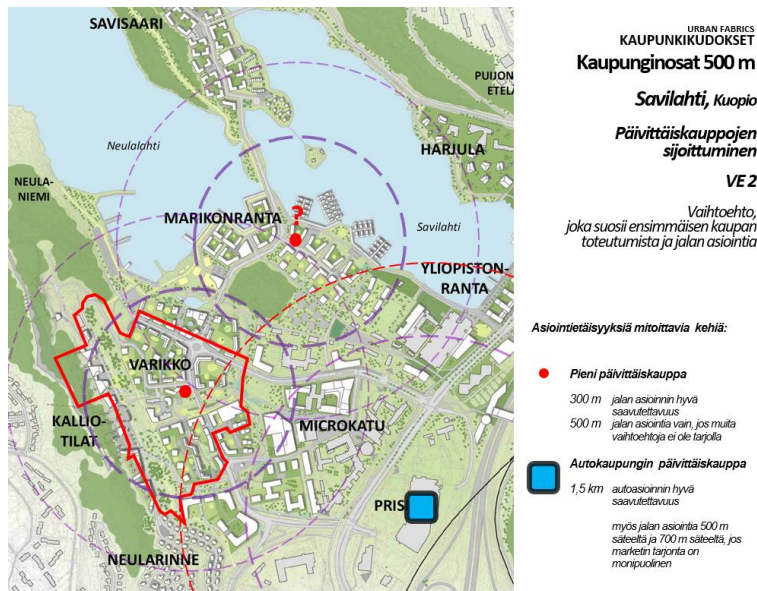 SAVISAARI
PUIJON
ETELÄ
Neulalahti
HARJULA
NEULA-
NIEMI
MARIKONRANTA
?
Savilahti
YLIOPISTON-
RANTA
VARIKKO
KALLIO-
TILAT
MICROKATU
PRIS
NEULARINNE
URBAN FABRICS
KAUPUNKIKUDOKSET
Kaupunginosat 500 m
Savilahti, Kuopio
Päivittäiskauppojen
sijoittuminen
VE 2
Vaihtoehto,
joka suosii ensimmäisen kaupan
toteutumista ja jalan asiointia
Asiointietäisyyksiä mitoittavia kehiä:
Pieni päivittäiskauppa
300 m jalan asioinnin hyvä
saavutettavuus
500 m jalan asiointia vain, jos muita
vaihtoehtoja ei ole tarjolla
Autokaupungin päivittäiskauppa
1,5 km autoasioinnin hyvä
saavutettavuus
myös jalan asiointia 500 m
säteeltä ja 700 m säteeltä, jos
marketin tarjonta on
monipuolinen